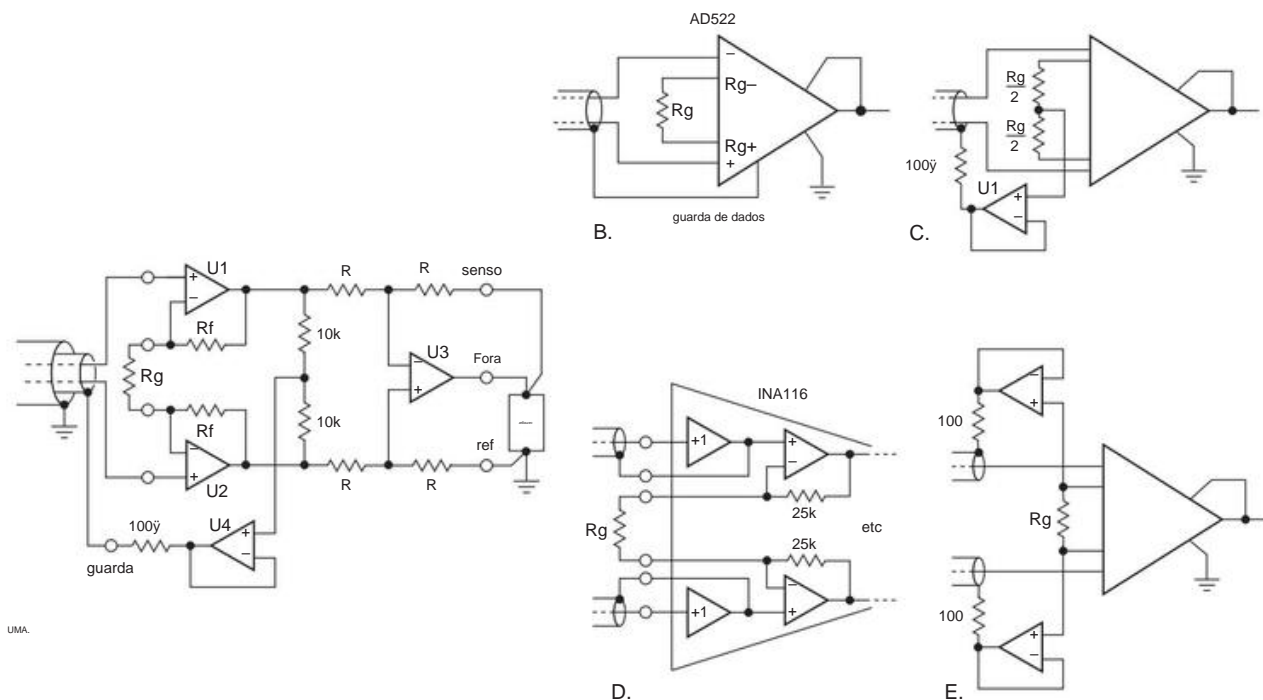 AD522
−
Rg−
Rg
Rg+
+
guarda de dados
B.
Rg
2
Rg
2
100ÿ
U1
+
−
C.
U1
+
−
Rf
Rg
Rf
−
+
U2
R
R
senso
10k
10k
U3
−
+
Fora
R
R
ref
100ÿ
U4
+
−
guarda
UMA.
INA116
+1
+
−
25k
Rg
25k
etc
−
+
+1
D.
−
+
100
Rg
100
+
−
E.